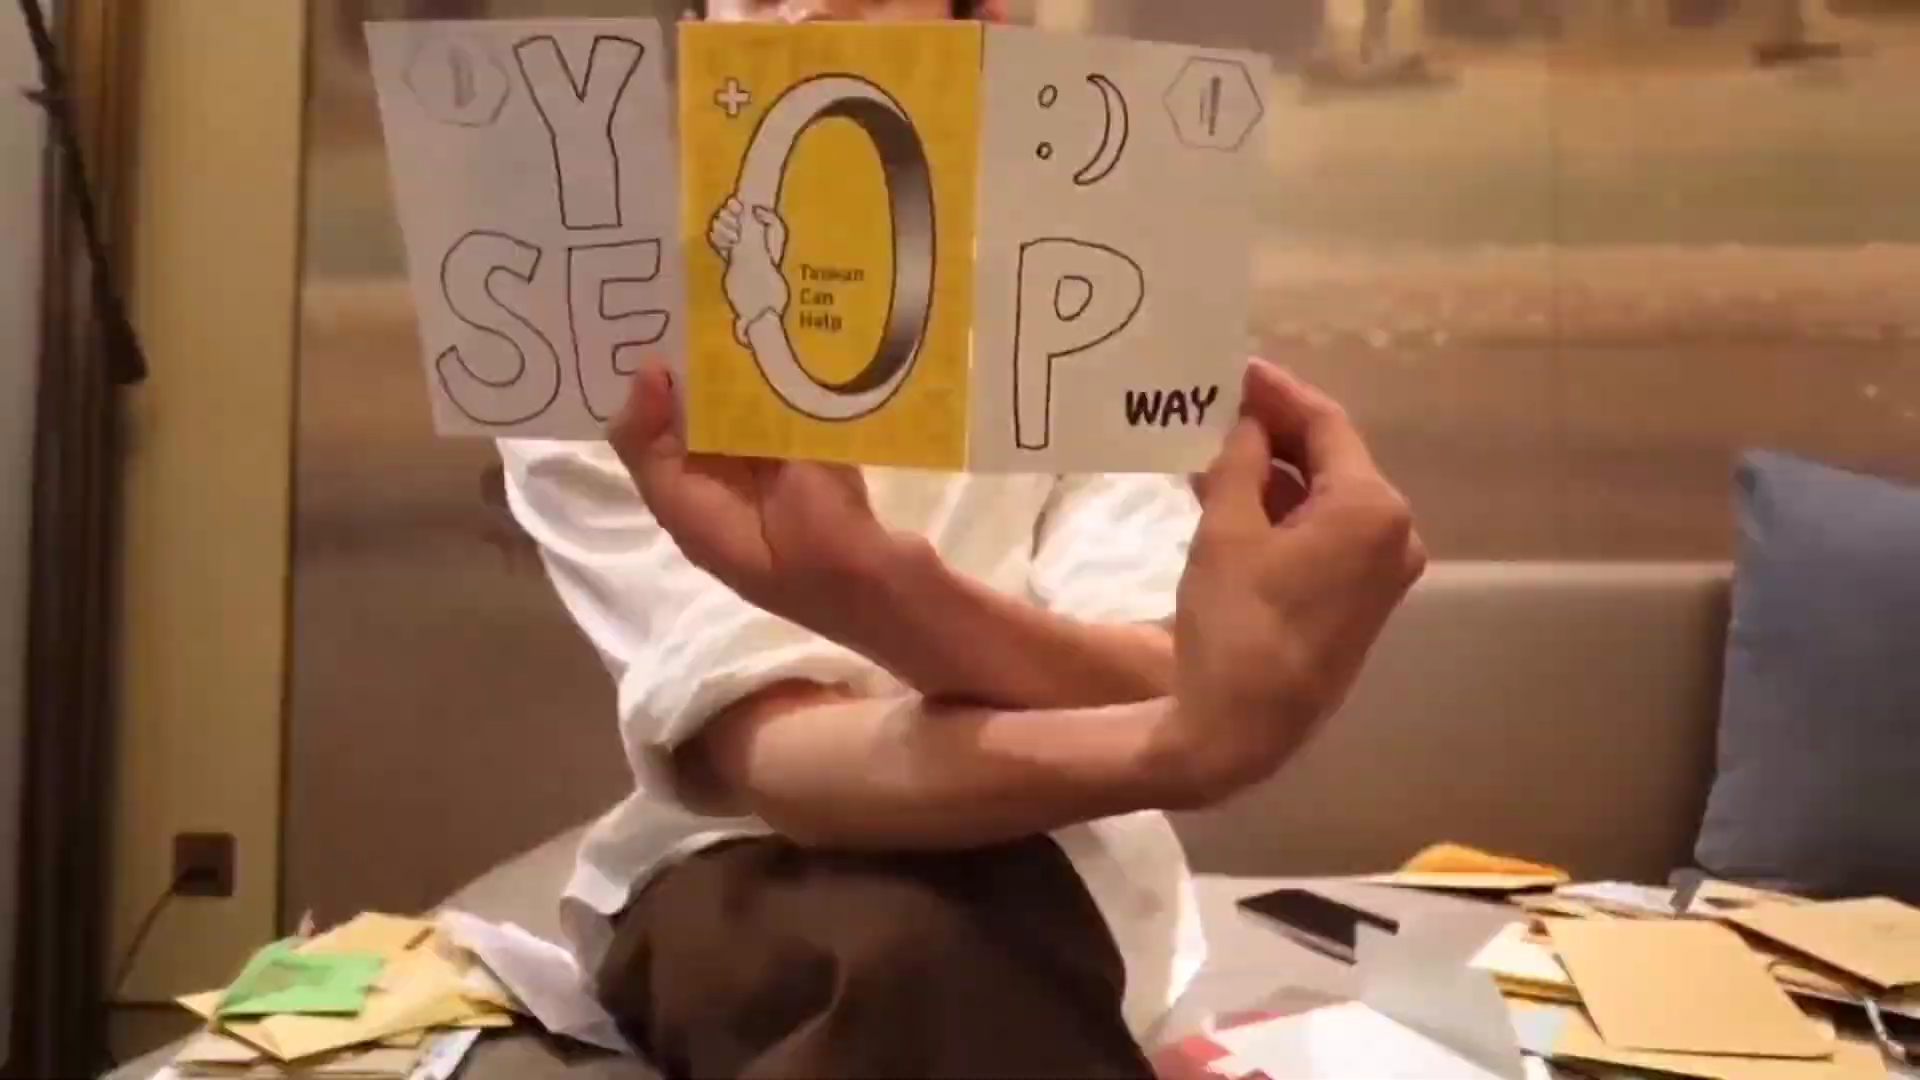 Y + :)
SE O P
Taiwan
Can
Help
WAY